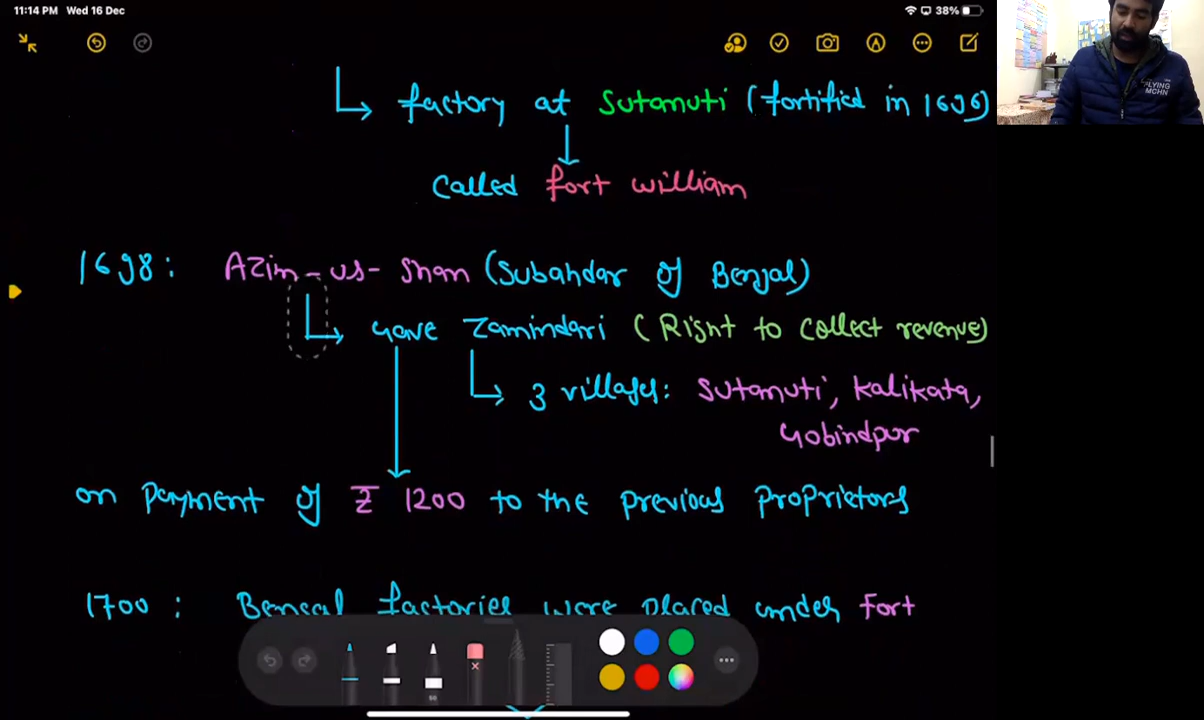 11:14 PM Wed 16 Dec
38%
FLYING
MCHN
↳ factory at Sutanuti (fortified in 1696)
Called fort william
1698: Azim-us-Shan (Subahdar of Bengal)
↳ gave Zamindari (Right to collect revenue)
↳ 3 villages: Sutanuti, Kalikata,
Gobindpur
on payment of ₹ 1200 to the previous proprietors
1700: Bengal factories were placed under fort